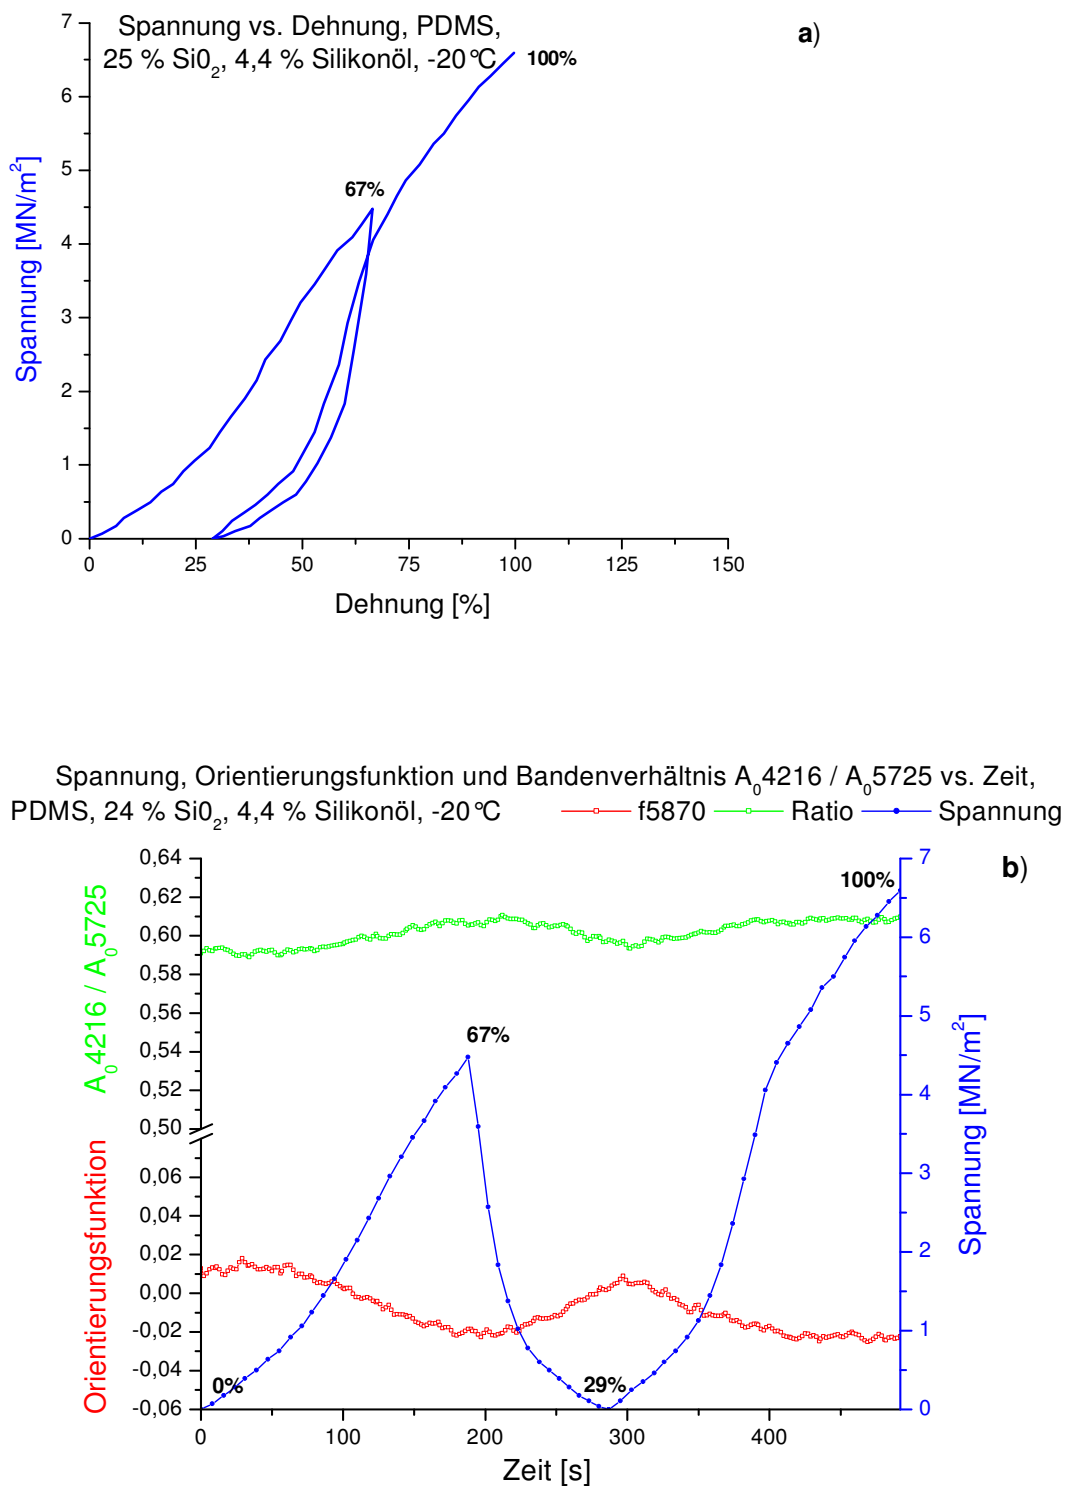 Spannung vs. Dehnung, PDMS,
25 % Si0₂, 4,4 % Silikonöl, -20°C
a)
100%
67%
Spannung [MN/m²]
7
6
5
4
3
2
1
0
0 25 50 75 100 125 150
Dehnung [%]
Spannung, Orientierungsfunktion und Bandenverhältnis A₀4216 / A₀5725 vs. Zeit,
PDMS, 24 % Si0₂, 4,4 % Silikonöl, -20°C f5870 Ratio Spannung
b)
100%
67%
0%
29%
A₀4216 / A₀5725
Orientierungsfunktion
0,64
0,62
0,60
0,58
0,56
0,54
0,52
0,50
0,06
0,04
0,02
0,00
-0,02
-0,04
-0,06
7
6
5
4
3
2
1
0
Spannung [MN/m²]
0 100 200 300 400
Zeit [s]